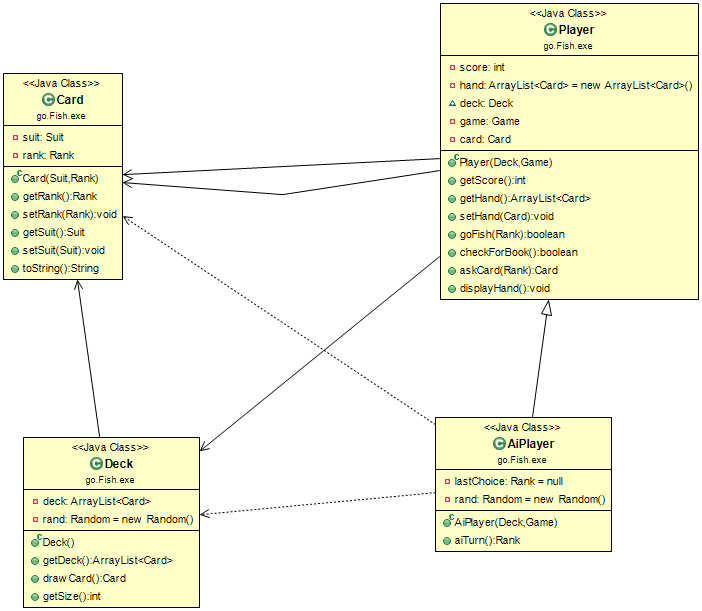 <<Java Class>>
Player
go.Fish.exe
score: int
hand: ArrayList<Card> = new ArrayList<Card>()
deck: Deck
game: Game
card: Card
Player(Deck,Game)
getScore():int
getHand():ArrayList<Card>
setHand(Card):void
goFish(Rank):boolean
checkForBook():boolean
askCard(Rank):Card
displayHand():void
<<Java Class>>
Card
go.Fish.exe
suit: Suit
rank: Rank
Card(Suit,Rank)
getRank():Rank
setRank(Rank):void
getSuit():Suit
setSuit(Suit):void
toString():String
<<Java Class>>
AiPlayer
go.Fish.exe
lastChoice: Rank = null
rand: Random = new Random()
AiPlayer(Deck,Game)
aiTurn():Rank
<<Java Class>>
Deck
go.Fish.exe
deck: ArrayList<Card>
rand: Random = new Random()
Deck()
getDeck():ArrayList<Card>
drawCard():Card
getSize():int